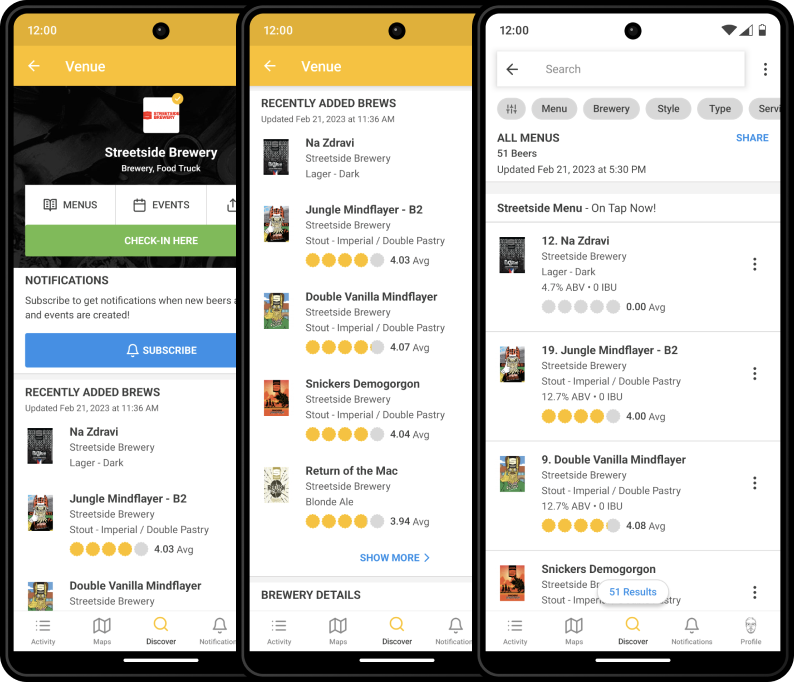 12:00
Venue
STREETSIDE
BREWERY
Streetside Brewery
Brewery, Food Truck
MENUS
EVENTS
CHECK-IN HERE
NOTIFICATIONS
Subscribe to get notifications when new beers
and events are created!
SUBSCRIBE
RECENTLY ADDED BREWS
Updated Feb 21, 2023 at 11:36 AM
Na Zdravi
Streetside Brewery
Lager - Dark
Jungle Mindflayer - B2
Streetside Brewery
Stout - Imperial / Double Pastry
4.03 Avg
Double Vanilla Mindflayer
Streetside Brewery
Activity
Maps
Discover
Notification
12:00
Venue
RECENTLY ADDED BREWS
Updated Feb 21, 2023 at 11:36 AM
Na Zdravi
Streetside Brewery
Lager - Dark
Jungle Mindflayer - B2
Streetside Brewery
Stout - Imperial / Double Pastry
4.03 Avg
Double Vanilla Mindflayer
Streetside Brewery
Stout - Imperial / Double Pastry
4.07 Avg
Snickers Demogorgon
Streetside Brewery
Stout - Imperial / Double Pastry
4.04 Avg
Return of the Mac
Streetside Brewery
Blonde Ale
3.94 Avg
SHOW MORE
BREWERY DETAILS
Activity
Maps
Discover
Notification
12:00
Search
Menu
Brewery
Style
Type
Servi
ALL MENUS
SHARE
51 Beers
Updated Feb 21, 2023 at 5:30 PM
Streetside Menu - On Tap Now!
12. Na Zdravi
Streetside Brewery
Lager - Dark
4.7% ABV • 0 IBU
0.00 Avg
19. Jungle Mindflayer - B2
Streetside Brewery
Stout - Imperial / Double Pastry
12.7% ABV • 0 IBU
4.00 Avg
9. Double Vanilla Mindflayer
Streetside Brewery
Stout - Imperial / Double Pastry
12.7% ABV • 0 IBU
4.08 Avg
Snickers Demogorgon
Streetside Br
51 Results
Stout - Imper stry
Activity
Maps
Discover
Notifications
Profile